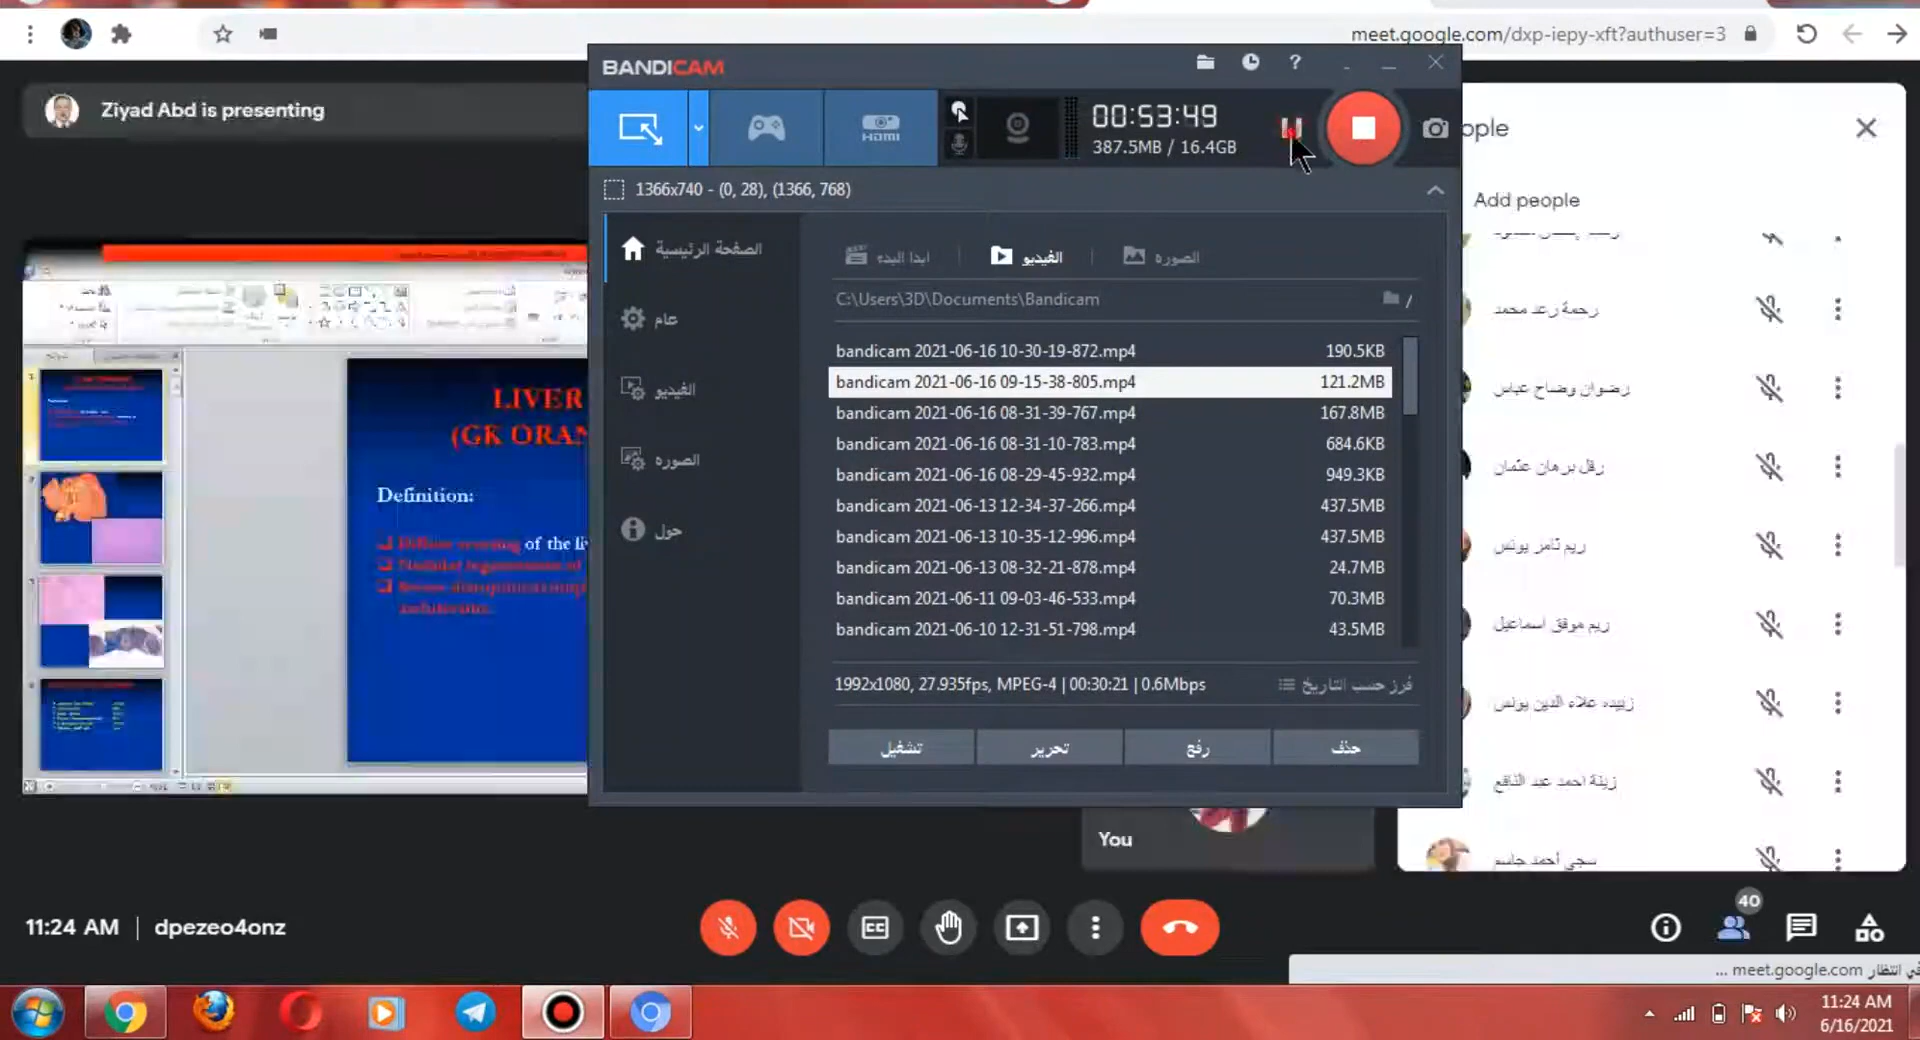 meet.google.com/dxp-iepy-xft?authuser=3
Ziyad Abd is presenting
BANDICAM
HDMI
00:53:49
387.5MB / 16.4GB
1366x740 - (0, 28), (1366, 768)
الصفحة الرئيسية
عام
الفيديو
الصوره
حول
ابدا البدء
الفيديو
الصوره
C:\Users\3D\Documents\Bandicam
bandicam 2021-06-16 10-30-19-872.mp4 190.5KB
bandicam 2021-06-16 09-15-38-805.mp4 121.2MB
bandicam 2021-06-16 08-31-39-767.mp4 167.8MB
bandicam 2021-06-16 08-31-10-783.mp4 684.6KB
bandicam 2021-06-16 08-29-45-932.mp4 949.3KB
bandicam 2021-06-13 12-34-37-266.mp4 437.5MB
bandicam 2021-06-13 10-35-12-996.mp4 437.5MB
bandicam 2021-06-13 08-32-21-878.mp4 24.7MB
bandicam 2021-06-11 09-03-46-533.mp4 70.3MB
bandicam 2021-06-10 12-31-51-798.mp4 43.5MB
1992x1080, 27.935fps, MPEG-4 | 00:30:21 | 0.6Mbps
فرز حسب التاريخ
تشغيل
تحرير
رفع
حذف
LIVER
(GK ORAN
Definition:
of the li
ople
Add people
رحمة رعد محمد
رضوان وضاح عباس
رفل برهان عثمان
ريم ثامر يونس
ريم موفق اسماعيل
زبيده علاء الدين يونس
زينة احمد عبد النافع
سجى أحمد جاسم
You
11:24 AM | dpezeo4onz
40
في انتظار meet.google.com ...
11:24 AM
6/16/2021